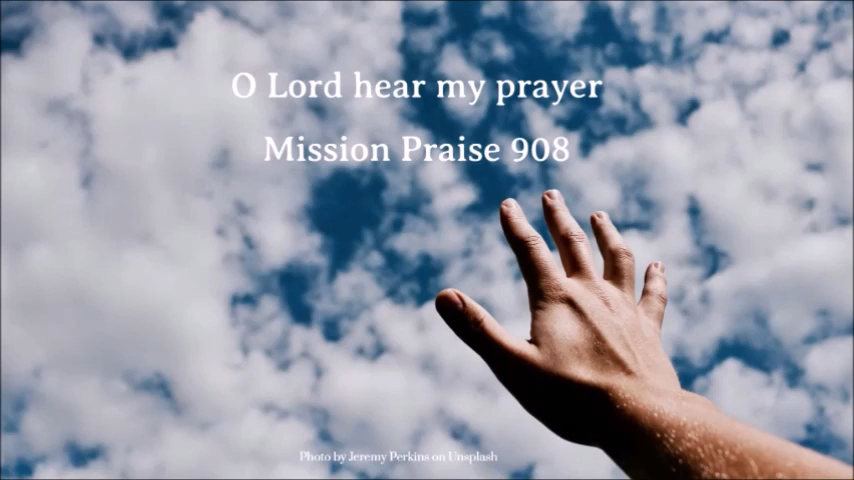 O Lord hear my prayer
Mission Praise 908
Photo by Jeremy Perkins on Unsplash